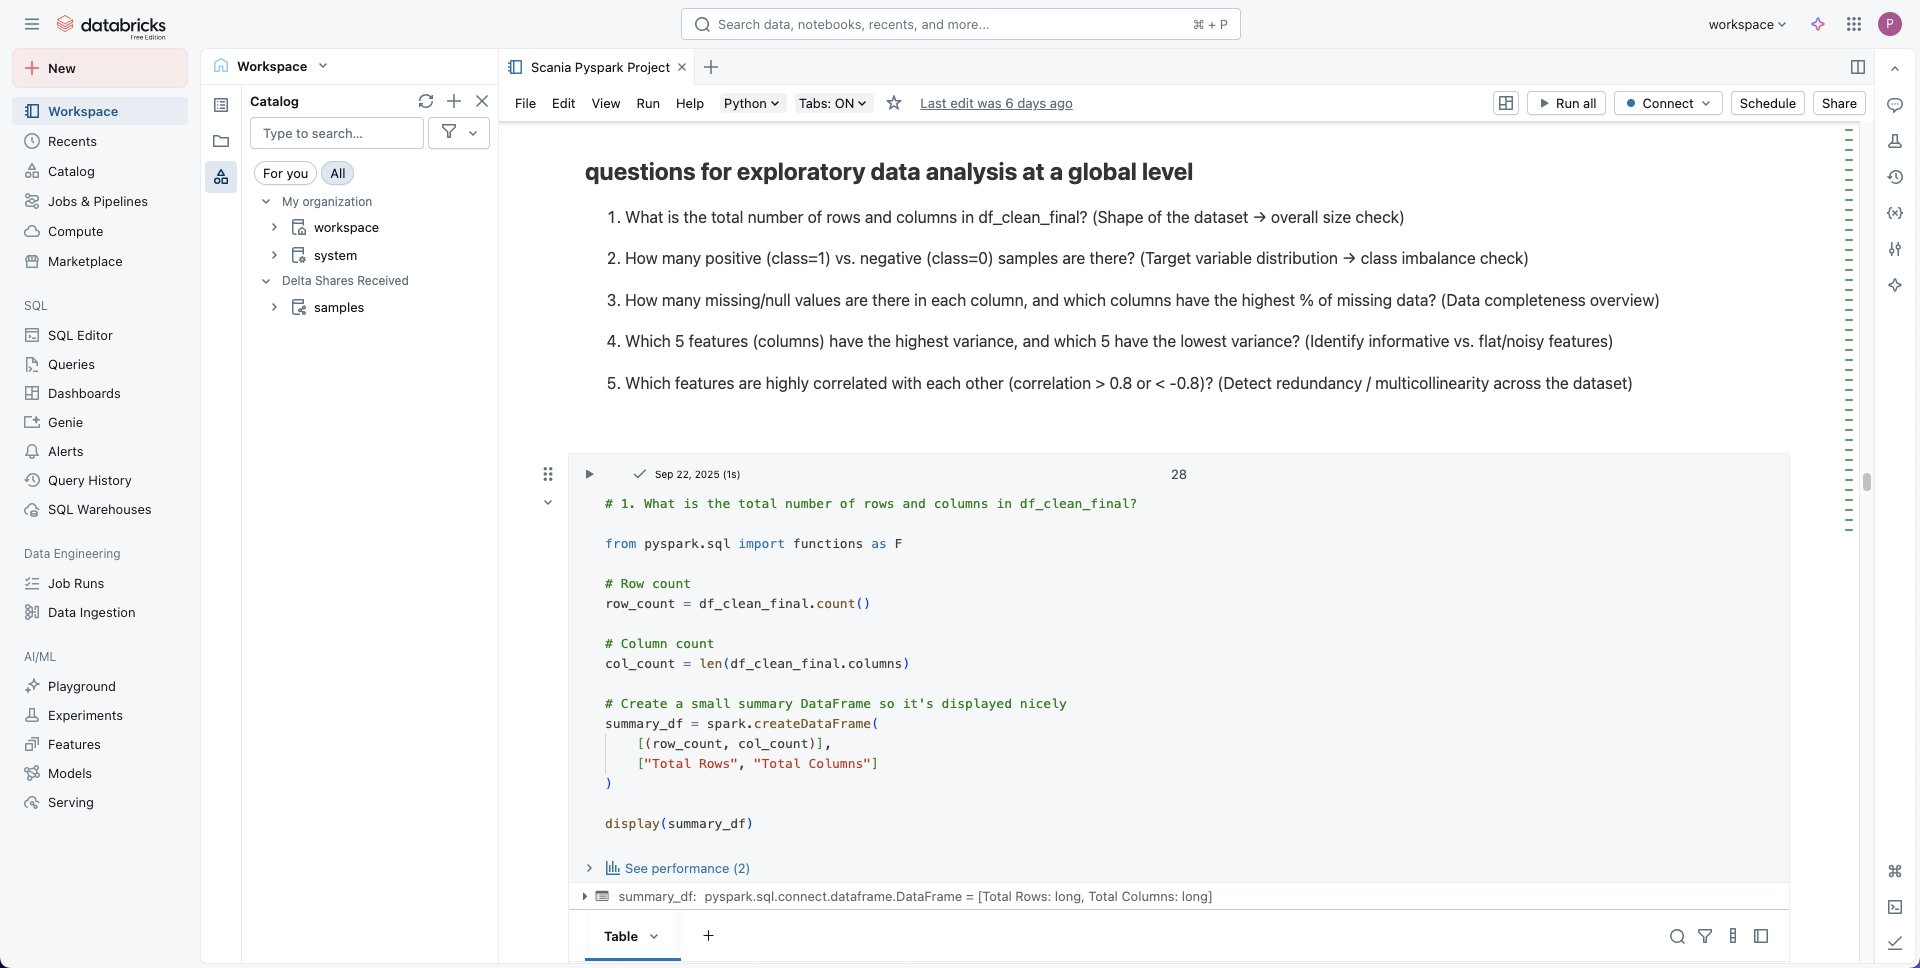 databricks
Free Edition
Search data, notebooks, recents, and more...
⌘ + P
workspace
P
New
Workspace
Recents
Catalog
Jobs & Pipelines
Compute
Marketplace
SQL
SQL Editor
Queries
Dashboards
Genie
Alerts
Query History
SQL Warehouses
Data Engineering
Job Runs
Data Ingestion
AI/ML
Playground
Experiments
Features
Models
Serving
Workspace
Catalog
Type to search...
For you
All
My organization
workspace
system
Delta Shares Received
samples
Scania Pyspark Project
File Edit View Run Help Python Tabs: ON Last edit was 6 days ago
Run all
Connect
Schedule
Share
questions for exploratory data analysis at a global level
1. What is the total number of rows and columns in df_clean_final? (Shape of the dataset → overall size check)
2. How many positive (class=1) vs. negative (class=0) samples are there? (Target variable distribution → class imbalance check)
3. How many missing/null values are there in each column, and which columns have the highest % of missing data? (Data completeness overview)
4. Which 5 features (columns) have the highest variance, and which 5 have the lowest variance? (Identify informative vs. flat/noisy features)
5. Which features are highly correlated with each other (correlation > 0.8 or < -0.8)? (Detect redundancy / multicollinearity across the dataset)
Sep 22, 2025 (1s)
28
# 1. What is the total number of rows and columns in df_clean_final?
from pyspark.sql import functions as F
# Row count
row_count = df_clean_final.count()
# Column count
col_count = len(df_clean_final.columns)
# Create a small summary DataFrame so it's displayed nicely
summary_df = spark.createDataFrame(
[(row_count, col_count)],
["Total Rows", "Total Columns"]
)
display(summary_df)
See performance (2)
summary_df: pyspark.sql.connect.dataframe.DataFrame = [Total Rows: long, Total Columns: long]
Table